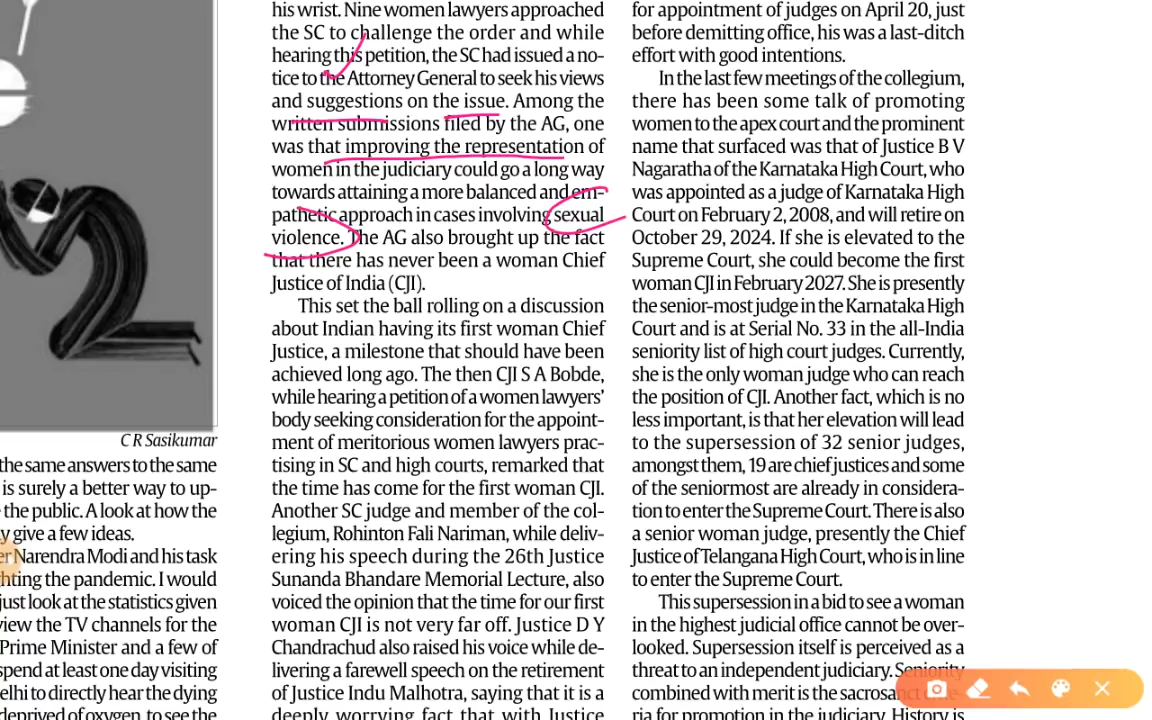 C R Sasikumar
the same answers to the same
is surely a better way to up-
the public. A look at how the
y give a few ideas.
er Narendra Modi and his task
hting the pandemic. I would
just look at the statistics given
view the TV channels for the
Prime Minister and a few of
spend at least one day visiting
elhi to directly hear the dying
deprived of oxygen, to see the
his wrist. Nine women lawyers approached
the SC to challenge the order and while
hearing this petition, the SC had issued a no-
tice to the Attorney General to seek his views
and suggestions on the issue. Among the
written submissions filed by the AG, one
was that improving the representation of
women in the judiciary could go a long way
towards attaining a more balanced and em-
pathetic approach in cases involving sexual
violence. The AG also brought up the fact
that there has never been a woman Chief
Justice of India (CJI).
This set the ball rolling on a discussion
about Indian having its first woman Chief
Justice, a milestone that should have been
achieved long ago. The then CJI S A Bobde,
while hearing a petition of a women lawyers'
body seeking consideration for the appoint-
ment of meritorious women lawyers prac-
tising in SC and high courts, remarked that
the time has come for the first woman CJI.
Another SC judge and member of the col-
legium, Rohinton Fali Nariman, while deliv-
ering his speech during the 26th Justice
Sunanda Bhandare Memorial Lecture, also
voiced the opinion that the time for our first
woman CJI is not very far off. Justice D Y
Chandrachud also raised his voice while de-
livering a farewell speech on the retirement
of Justice Indu Malhotra, saying that it is a
deeply worrying fact that with Justice
for appointment of judges on April 20, just
before demitting office, his was a last-ditch
effort with good intentions.
In the last few meetings of the collegium,
there has been some talk of promoting
women to the apex court and the prominent
name that surfaced was that of Justice B V
Nagaratha of the Karnataka High Court, who
was appointed as a judge of Karnataka High
Court on February 2, 2008, and will retire on
October 29, 2024. If she is elevated to the
Supreme Court, she could become the first
woman CJI in February 2027. She is presently
the senior-most judge in the Karnataka High
Court and is at Serial No. 33 in the all-India
seniority list of high court judges. Currently,
she is the only woman judge who can reach
the position of CJI. Another fact, which is no
less important, is that her elevation will lead
to the supersession of 32 senior judges,
amongst them, 19 are chief justices and some
of the seniormost are already in considera-
tion to enter the Supreme Court. There is also
a senior woman judge, presently the Chief
Justice of Telangana High Court, who is in line
to enter the Supreme Court.
This supersession in a bid to see a woman
in the highest judicial office cannot be over-
looked. Supersession itself is perceived as a
threat to an independent judiciary. Seniority
combined with merit is the sacrosanct
ria for promotion in the judiciary. History is